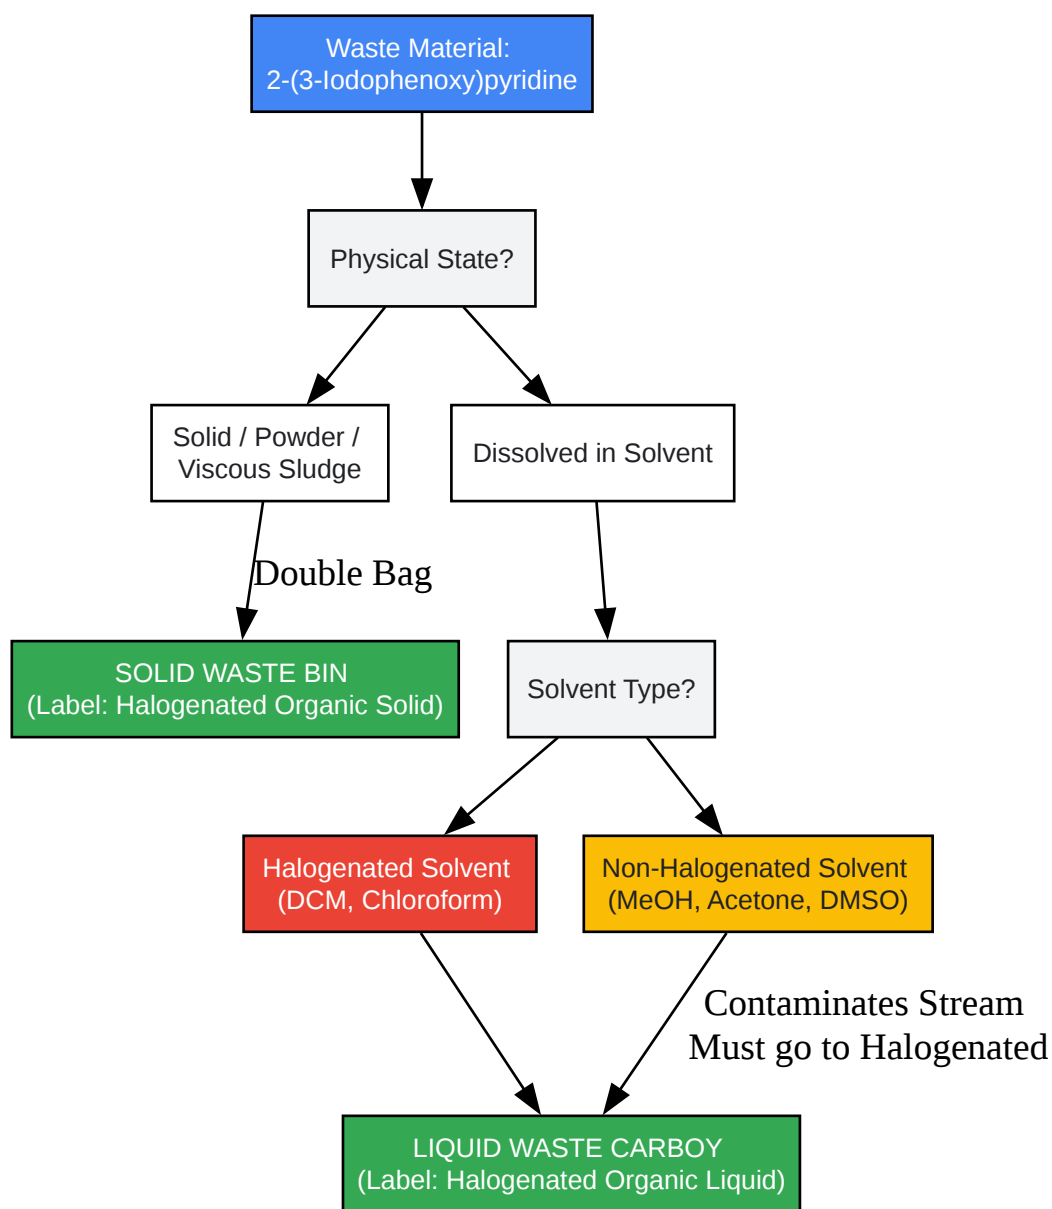 Waste Material:
2-(3-Iodophenoxy)pyridine
Physical State?
Solid / Powder /
Viscous Sludge
Dissolved in Solvent
Double Bag
SOLID WASTE BIN
(Label: Halogenated Organic Solid)
Solvent Type?
Halogenated Solvent
(DCM, Chloroform)
Non-Halogenated Solvent
(MeOH, Acetone, DMSO)
Contaminates Stream
Must go to Halogenated
LIQUID WASTE CARBOY
(Label: Halogenated Organic Liquid)